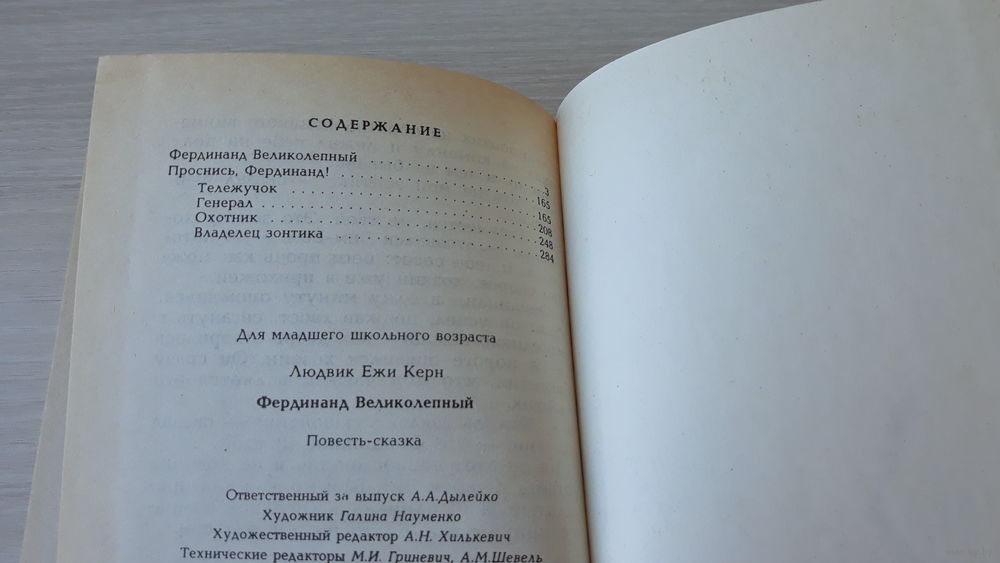 СОДЕРЖАНИЕ
Фердинанд Великолепный . . . . . . . . . . . . . . . . 3
Проснись, Фердинанд! . . . . . . . . . . . . . . . . . . 165
Тележучок . . . . . . . . . . . . . . . . . . . . . . 165
Генерал . . . . . . . . . . . . . . . . . . . . . . . . 208
Охотник . . . . . . . . . . . . . . . . . . . . . . . . 248
Владелец зонтика . . . . . . . . . . . . . . . . . . 284
Для младшего школьного возраста
Людвик Ежи Керн
Фердинанд Великолепный
Повесть-сказка
Ответственный за выпуск А.А.Дылейко
Художник Галина Науменко
Художественный редактор А.Н. Хилькевич
Технические редакторы М.И. Гриневич, А.М.Шевель